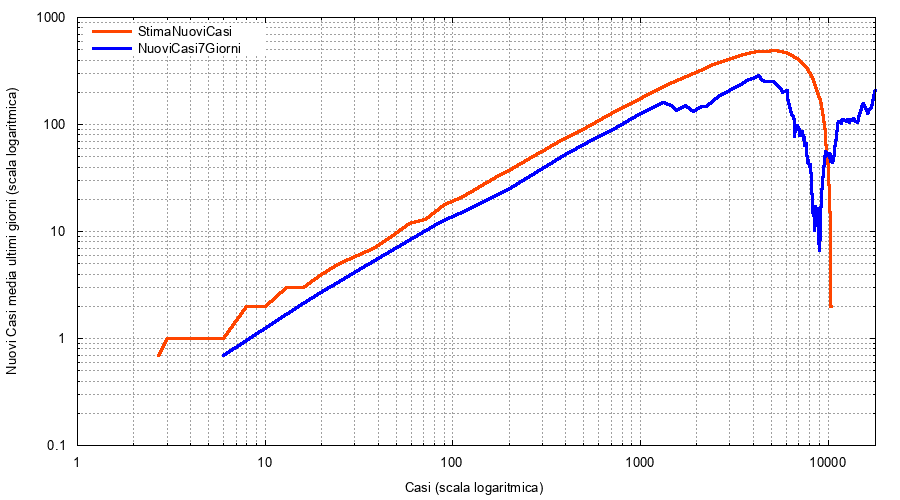 1000
100
10
1
0.1
Nuovi Casi media ultimi giorni (scala logaritmica)
StimaNuoviCasi
NuoviCasi7Giorni
1 10 100 1000 10000
Casi (scala logaritmica)